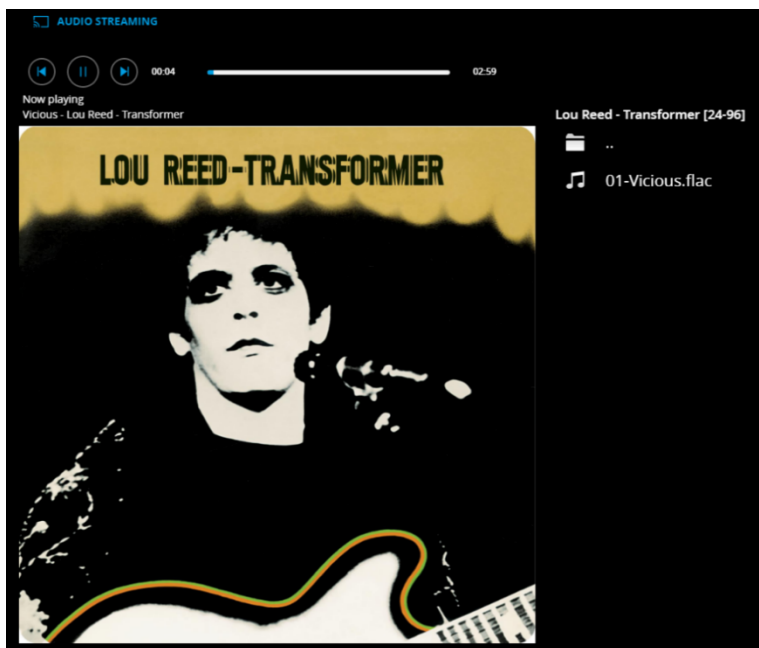 AUDIO STREAMING
00:04 02:59
Now playing
Vicious - Lou Reed - Transformer
LOU REED-TRANSFORMER
Lou Reed - Transformer [24-96]
..
01-Vicious.flac